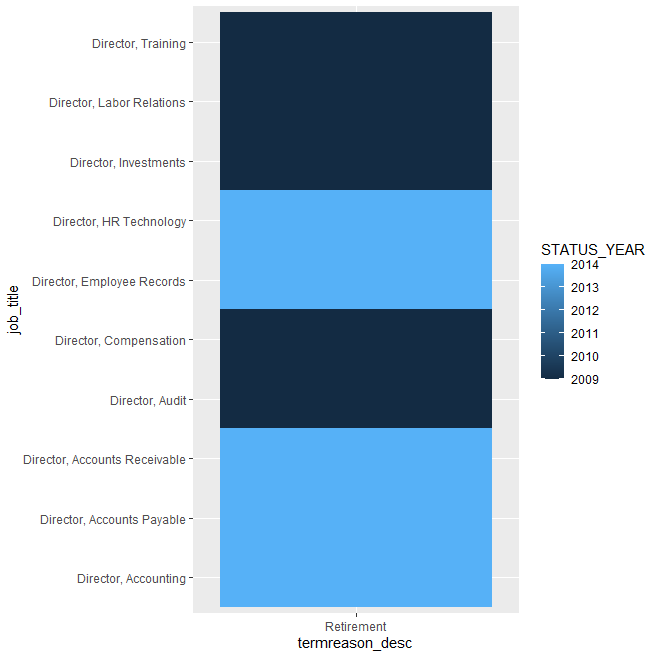 Director, Training
Director, Labor Relations
Director, Investments
Director, HR Technology
Director, Employee Records
Director, Compensation
Director, Audit
Director, Accounts Receivable
Director, Accounts Payable
Director, Accounting
job_title
Retirement
termreason_desc
STATUS_YEAR
2014
2013
2012
2011
2010
2009